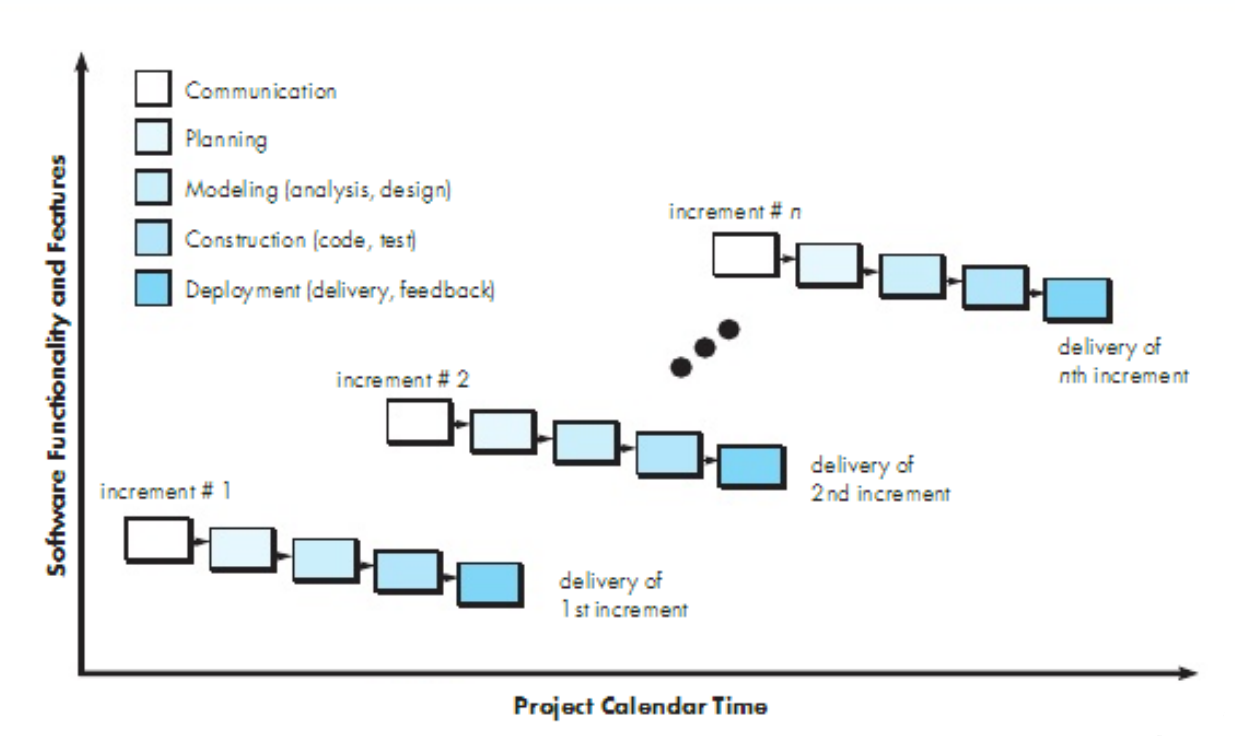 Communication
Planning
Modeling (analysis, design)
Construction (code, test)
Deployment (delivery, feedback)
Software Functionality and Features
increment # n
delivery of
nth increment
increment # 2
delivery of
2nd increment
increment # 1
delivery of
1st increment
Project Calendar Time